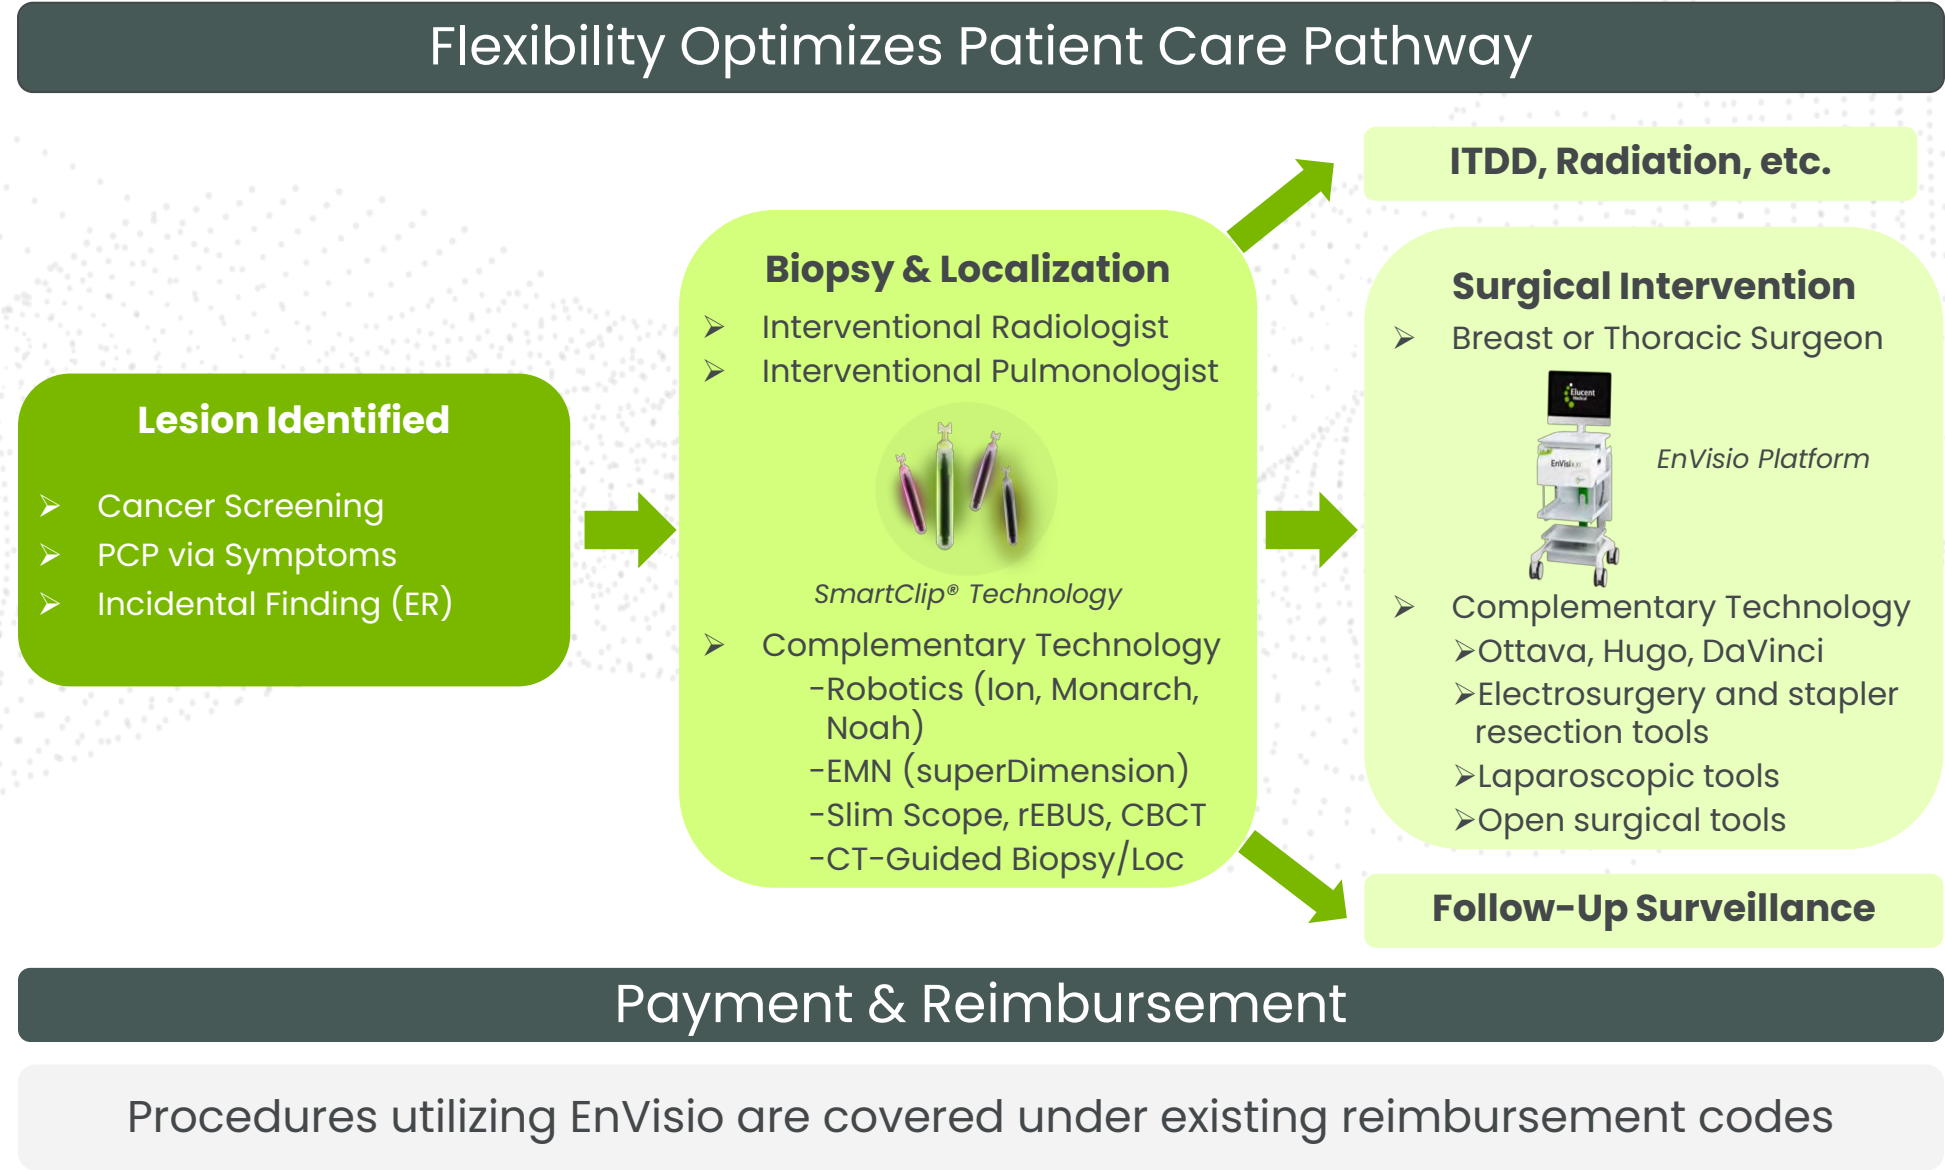 Flexibility Optimizes Patient Care Pathway
Lesion Identified
➢ Cancer Screening
➢ PCP via Symptoms
➢ Incidental Finding (ER)
Biopsy & Localization
➢ Interventional Radiologist
➢ Interventional Pulmonologist
SmartClip® Technology
➢ Complementary Technology
-Robotics (Ion, Monarch,
Noah)
-EMN (superDimension)
-Slim Scope, rEBUS, CBCT
-CT-Guided Biopsy/Loc
ITDD, Radiation, etc.
Surgical Intervention
➢ Breast or Thoracic Surgeon
Elucent
Medical
EnVisio
EnVisio Platform
➢ Complementary Technology
➢Ottava, Hugo, DaVinci
➢Electrosurgery and stapler
resection tools
➢Laparoscopic tools
➢Open surgical tools
Follow-Up Surveillance
Payment & Reimbursement
Procedures utilizing EnVisio are covered under existing reimbursement codes